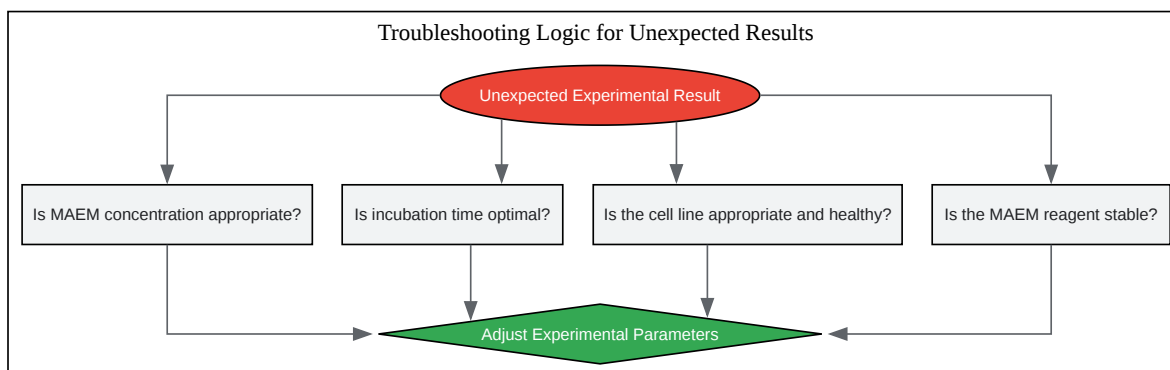 Troubleshooting Logic for Unexpected Results
Unexpected Experimental Result
Is MAEM concentration appropriate?
Is incubation time optimal?
Is the cell line appropriate and healthy?
Is the MAEM reagent stable?
Adjust Experimental Parameters